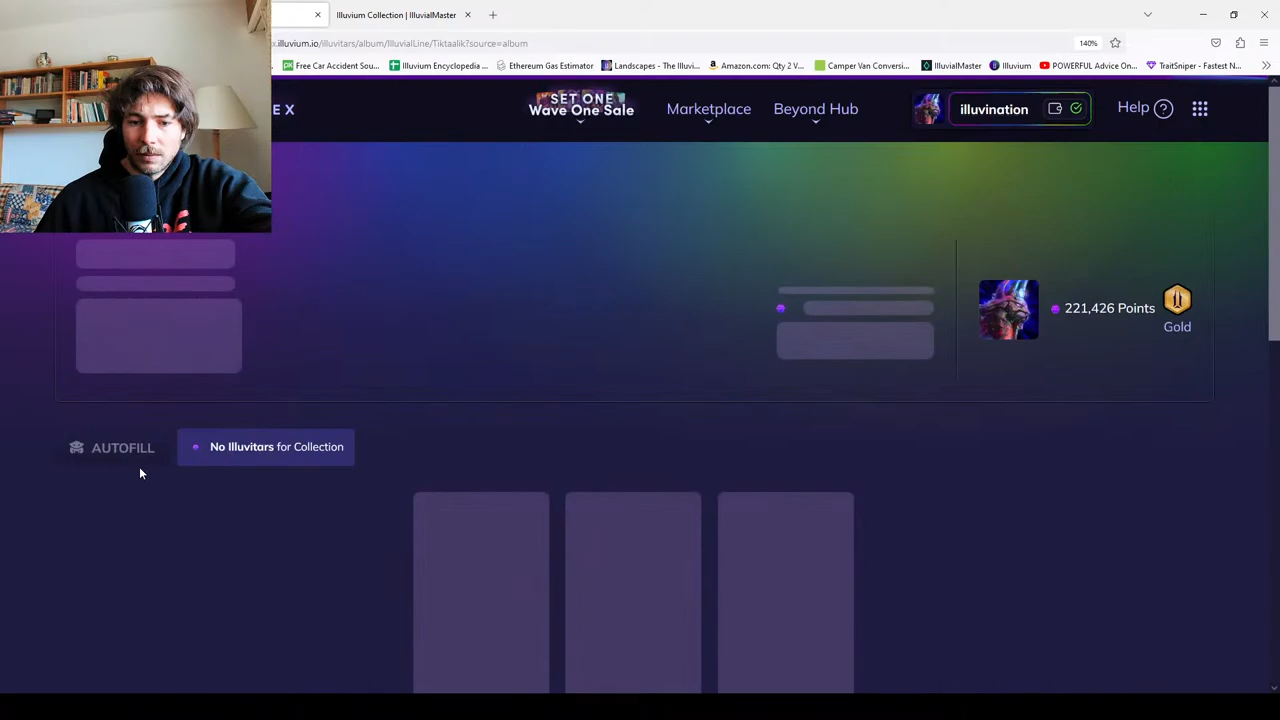 Illuvium Collection | IlluvialMaster
x.illuvium.io/illuvitars/album/IlluvialLine/Tiktaalik?source=album
140%
Free Car Accident Sou...
Illuvium Encyclopedia ...
Ethereum Gas Estimator
Landscapes - The Illuvi...
Amazon.com: Qty 2 V...
Camper Van Conversi...
IlluvialMaster
Illuvium
POWERFUL Advice On...
TraitSniper - Fastest N...
EX
SET ONE
Wave One Sale
Marketplace
Beyond Hub
illuvination
Help
221,426 Points
Gold
AUTOFILL
No Illuvitars for Collection